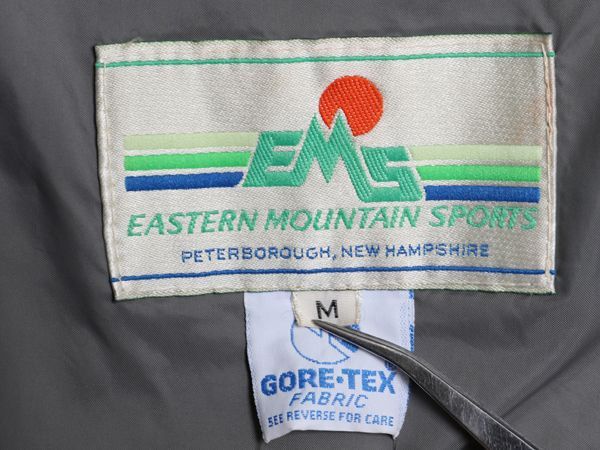 EMS
EASTERN MOUNTAIN SPORTS
PETERBOROUGH, NEW HAMPSHIRE
M
GORE-TEX
FABRIC
SEE REVERSE FOR CARE